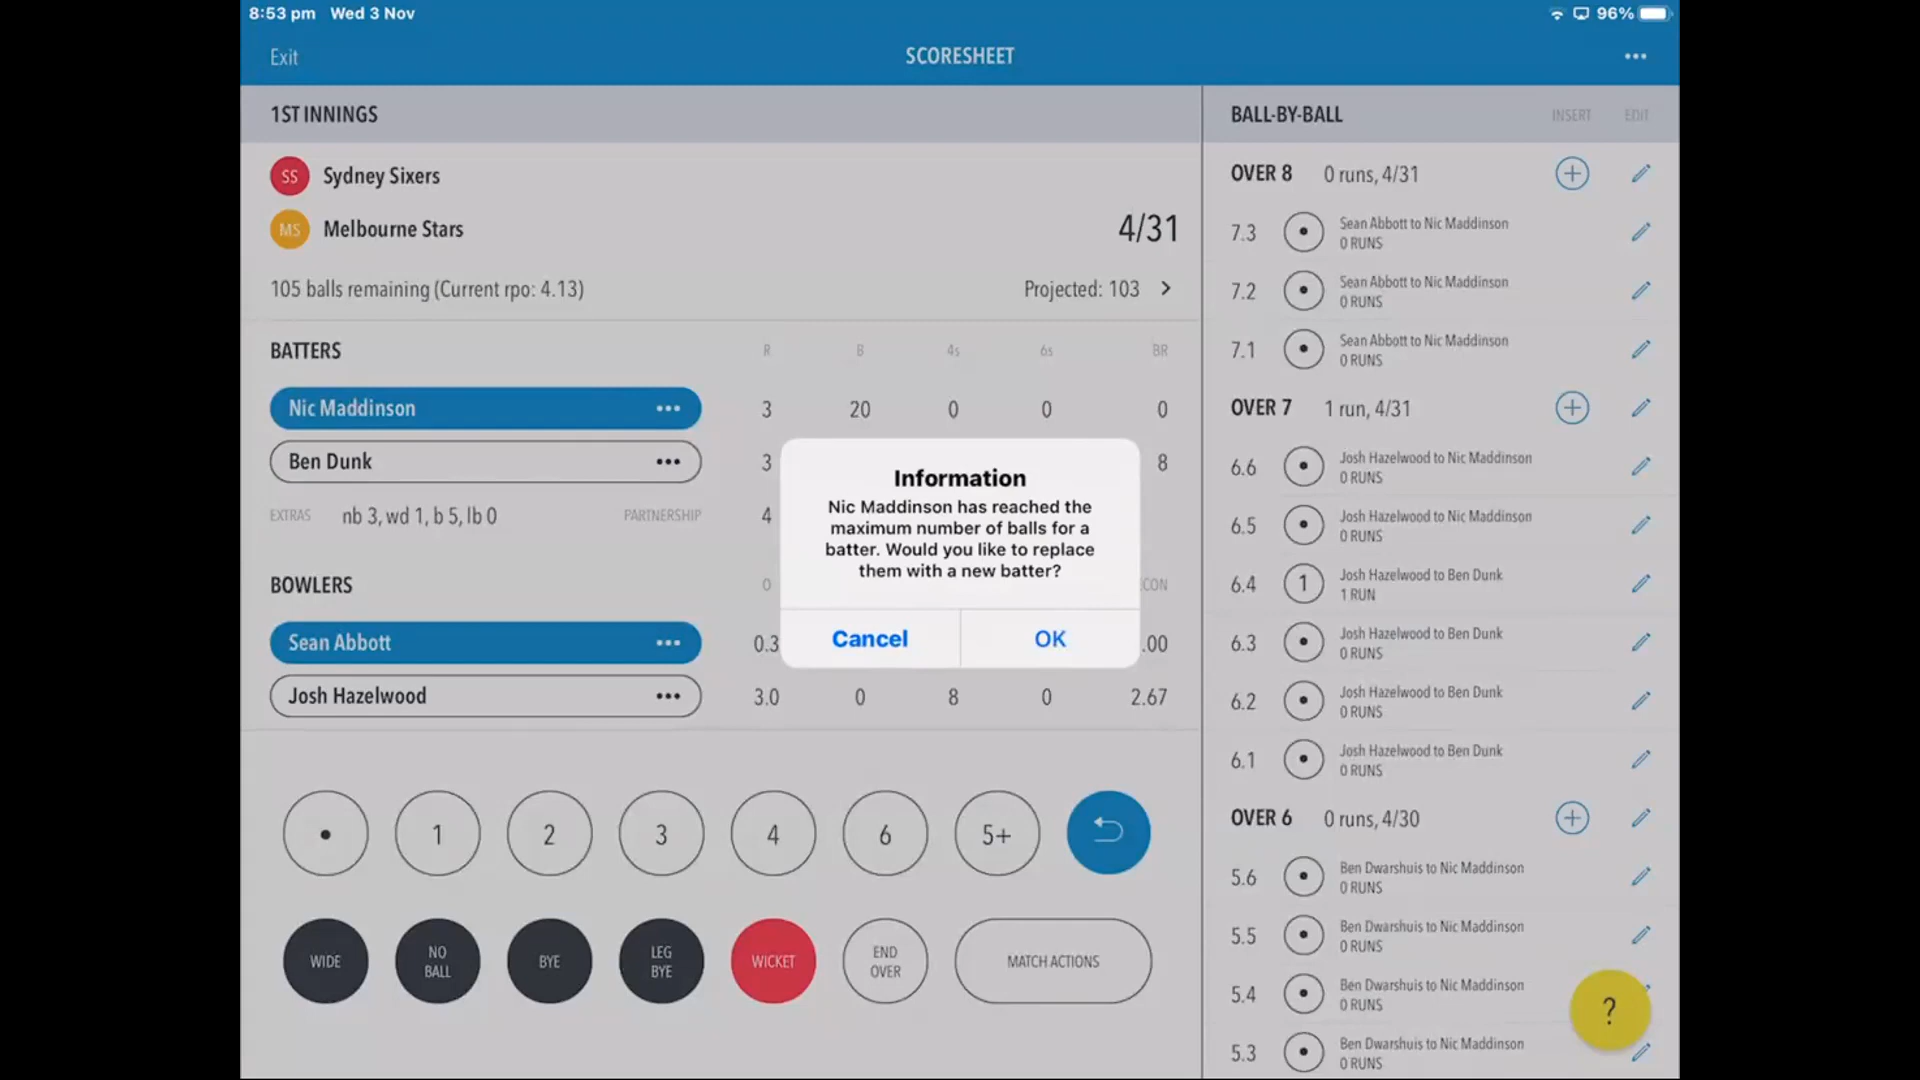 8:53 pm Wed 3 Nov
96%
Exit
SCORESHEET
•••
1ST INNINGS
SS Sydney Sixers
MS Melbourne Stars
4/31
105 balls remaining (Current rpo: 4.13)
Projected: 103 >
BATTERS R B 4s 6s BR
Nic Maddinson ••• 3 20 0 0 0
Ben Dunk ••• 3 8
EXTRAS nb 3, wd 1, b 5, lb 0 PARTNERSHIP 4
BOWLERS O CON
Sean Abbott ••• 0.3 .00
Josh Hazelwood ••• 3.0 0 8 0 2.67
Information
Nic Maddinson has reached the
maximum number of balls for a
batter. Would you like to replace
them with a new batter?
Cancel OK
• 1 2 3 4 6 5+
WIDE
NO
BALL
BYE
LEG
BYE
WICKET
END
OVER
MATCH ACTIONS
BALL-BY-BALL INSERT EDIT
OVER 8 0 runs, 4/31
7.3 • Sean Abbott to Nic Maddinson
0 RUNS
7.2 • Sean Abbott to Nic Maddinson
0 RUNS
7.1 • Sean Abbott to Nic Maddinson
0 RUNS
OVER 7 1 run, 4/31
6.6 • Josh Hazelwood to Nic Maddinson
0 RUNS
6.5 • Josh Hazelwood to Nic Maddinson
0 RUNS
6.4 1 Josh Hazelwood to Ben Dunk
1 RUN
6.3 • Josh Hazelwood to Ben Dunk
0 RUNS
6.2 • Josh Hazelwood to Ben Dunk
0 RUNS
6.1 • Josh Hazelwood to Ben Dunk
0 RUNS
OVER 6 0 runs, 4/30
5.6 • Ben Dwarshuis to Nic Maddinson
0 RUNS
5.5 • Ben Dwarshuis to Nic Maddinson
0 RUNS
5.4 • Ben Dwarshuis to Nic Maddinson
0 RUNS
5.3 • Ben Dwarshuis to Nic Maddinson
0 RUNS
?